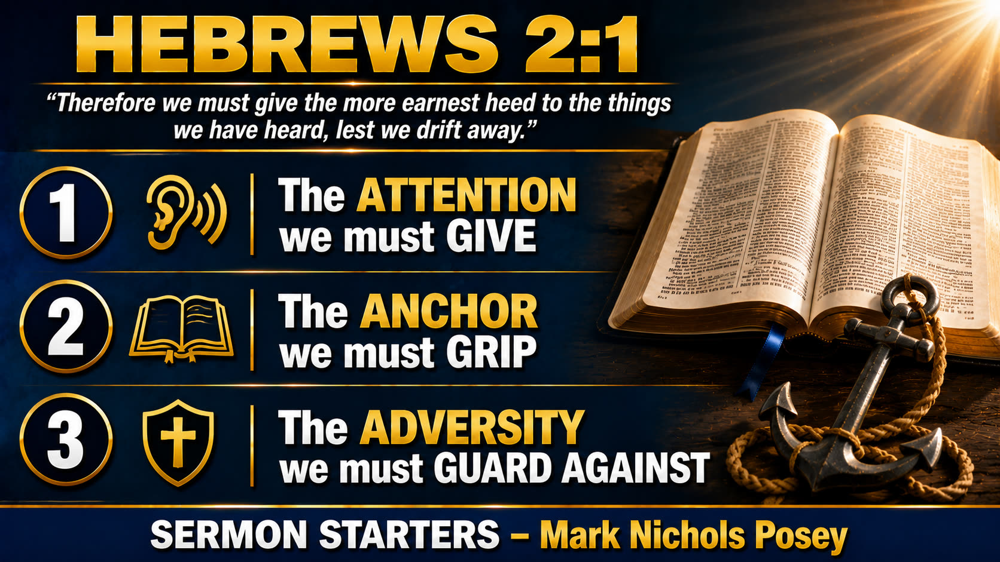 HEBREWS 2:1
“Therefore we must give the more earnest heed to the things
we have heard, lest we drift away.”
1
The ATTENTION
we must GIVE
2
The ANCHOR
we must GRIP
3
The ADVERSITY
we must GUARD AGAINST
SERMON STARTERS – Mark Nichols Posey